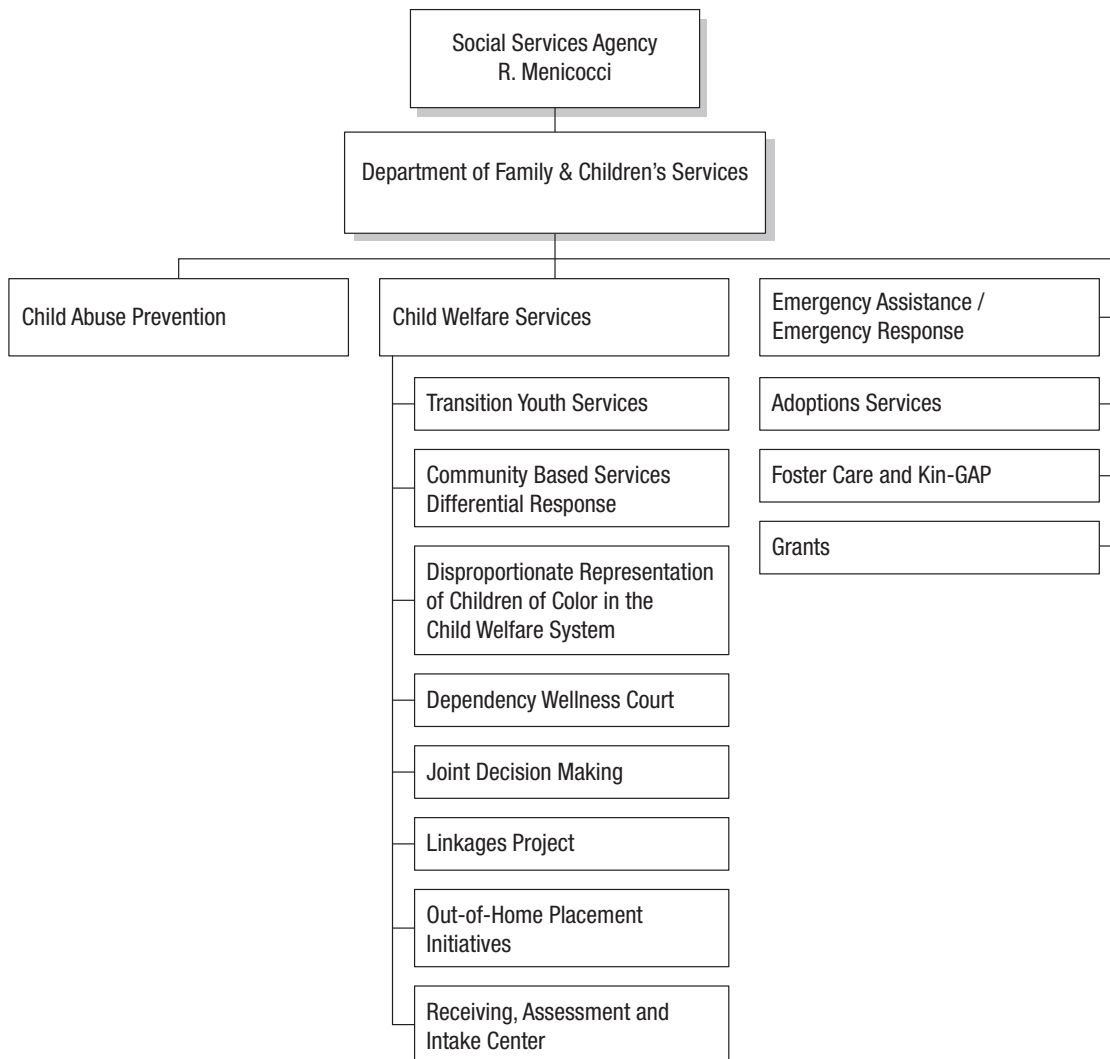 Social Services Agency
R. Menicocci
Department of Family & Children’s Services
Child Abuse Prevention
Child Welfare Services
Transition Youth Services
Community Based Services
Differential Response
Disproportionate Representation
of Children of Color in the
Child Welfare System
Dependency Wellness Court
Joint Decision Making
Linkages Project
Out-of-Home Placement
Initiatives
Receiving, Assessment and
Intake Center
Emergency Assistance /
Emergency Response
Adoptions Services
Foster Care and Kin-GAP
Grants